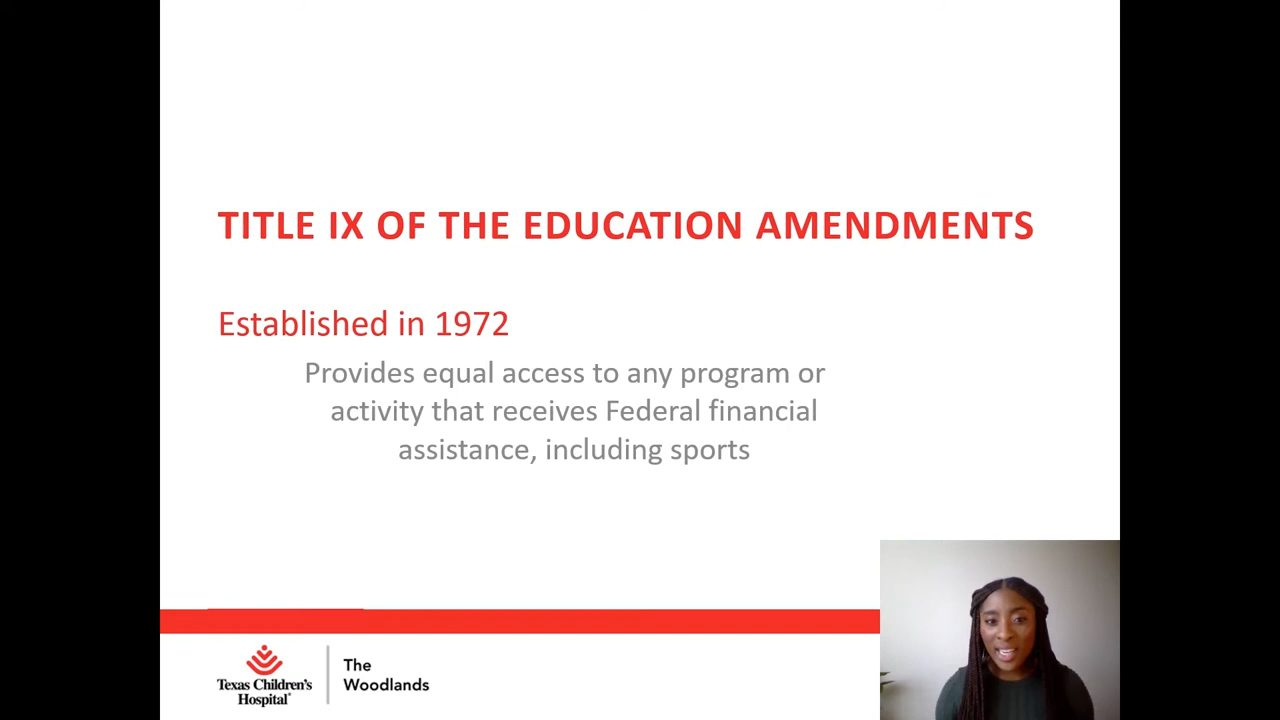 TITLE IX OF THE EDUCATION AMENDMENTS
Established in 1972
Provides equal access to any program or
activity that receives Federal financial
assistance, including sports
Texas Children's
Hospital®
The
Woodlands